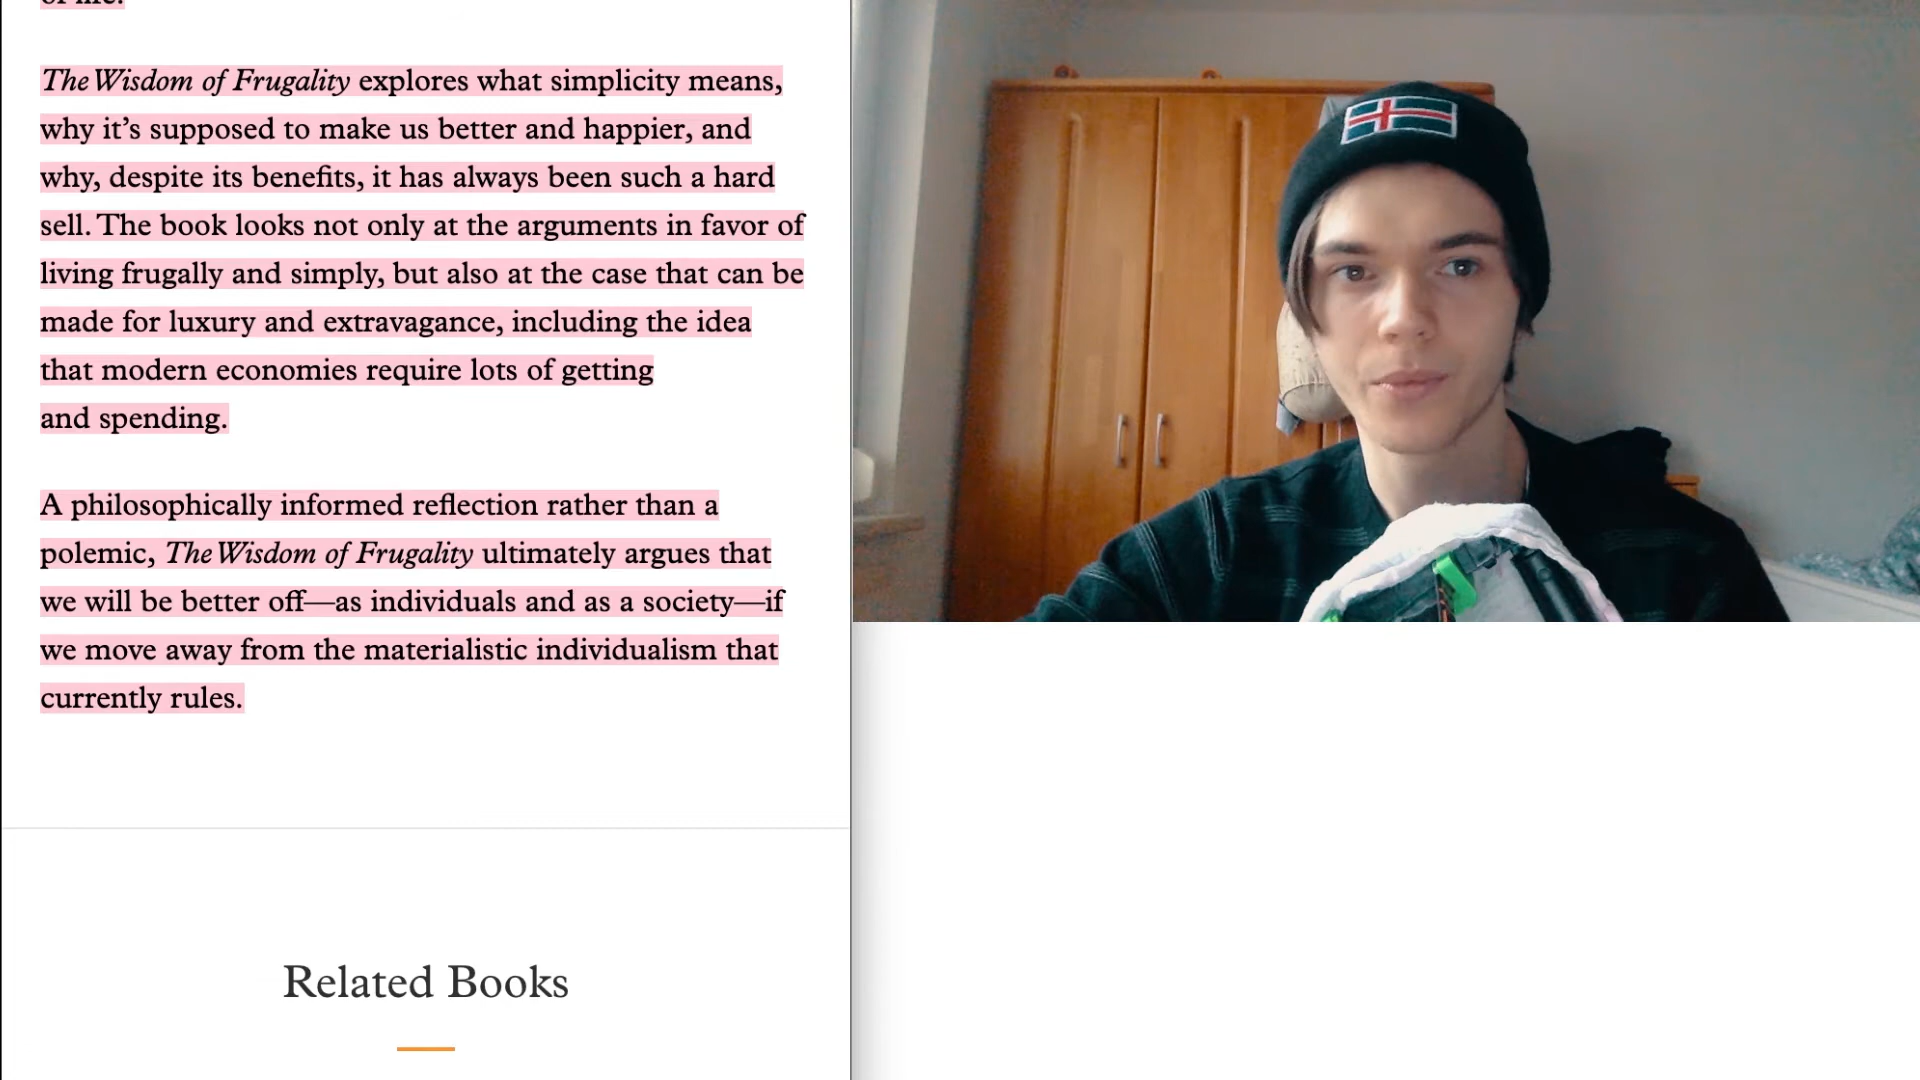 The Wisdom of Frugality explores what simplicity means,
why it’s supposed to make us better and happier, and
why, despite its benefits, it has always been such a hard
sell. The book looks not only at the arguments in favor of
living frugally and simply, but also at the case that can be
made for luxury and extravagance, including the idea
that modern economies require lots of getting
and spending.
A philosophically informed reflection rather than a
polemic, The Wisdom of Frugality ultimately argues that
we will be better off—as individuals and as a society—if
we move away from the materialistic individualism that
currently rules.
Related Books